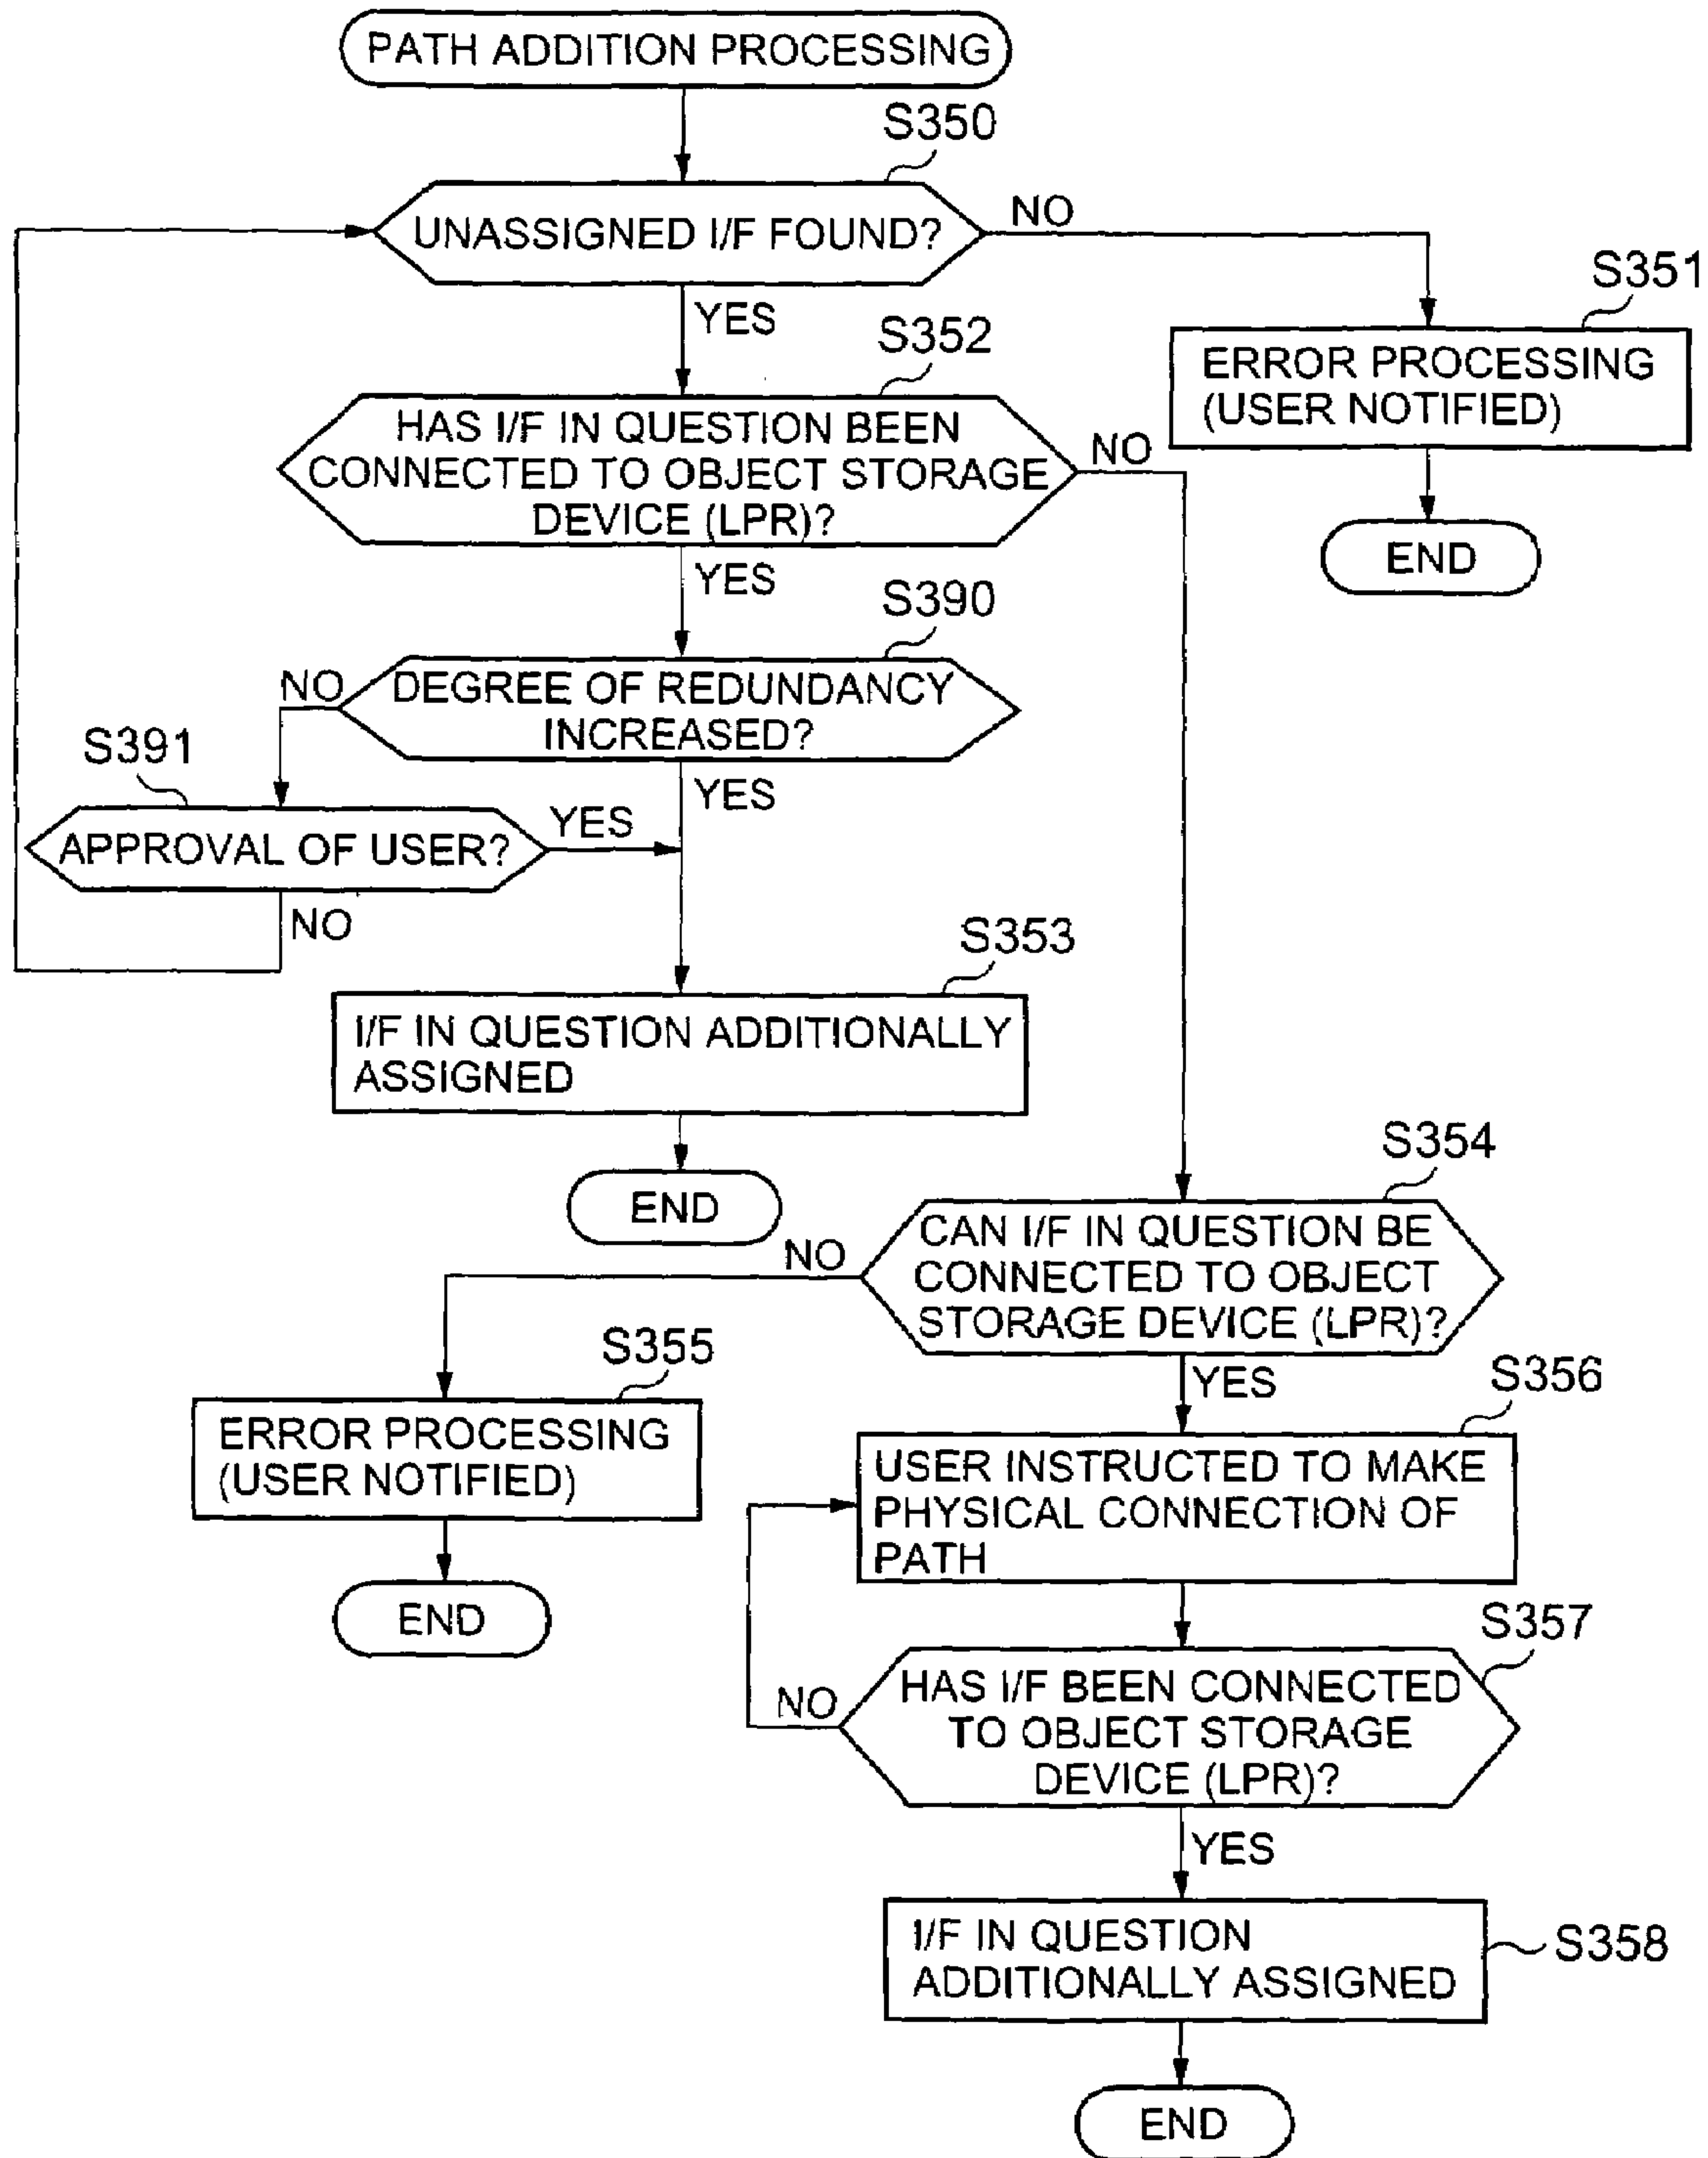 PATH ADDITION PROCESSING
S350
UNASSIGNED I/F FOUND?
NO
S351
YES
S352
ERROR PROCESSING
(USER NOTIFIED)
HAS I/F IN QUESTION BEEN
CONNECTED TO OBJECT STORAGE
DEVICE (LPR)?
NO
END
YES
S390
NO
DEGREE OF REDUNDANCY
INCREASED?
S391
YES
YES
APPROVAL OF USER?
NO
S353
I/F IN QUESTION ADDITIONALLY
ASSIGNED
END
S354
NO
CAN I/F IN QUESTION BE
CONNECTED TO OBJECT
STORAGE DEVICE (LPR)?
S355
YES
S356
ERROR PROCESSING
(USER NOTIFIED)
USER INSTRUCTED TO MAKE
PHYSICAL CONNECTION OF
PATH
END
S357
NO
HAS I/F BEEN CONNECTED
TO OBJECT STORAGE
DEVICE (LPR)?
YES
I/F IN QUESTION
ADDITIONALLY ASSIGNED
S358
END